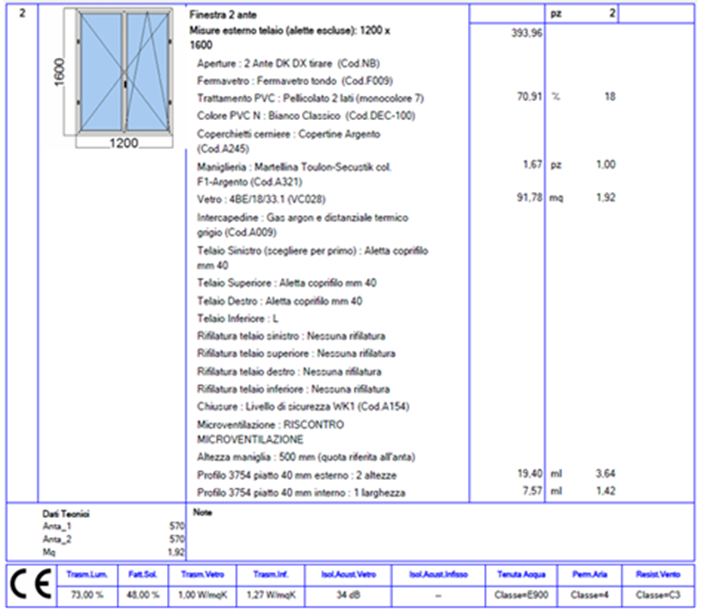 2
Finestra 2 ante
pz 2
Misure esterno telaio (alette escluse): 1200 x
1600
393,96
1600
1200
Aperture : 2 Ante DK DX tirare (Cod.NB)
Fermavetro : Fermavetro tondo (Cod.F009)
Trattamento PVC : Pellicolato 2 lati (monocolore 7) 70,91 % 18
Colore PVC N : Bianco Classico (Cod.DEC-100)
Coperchietti cerniere : Copertine Argento
(Cod.A245)
Maniglieria : Martellina Toulon-Secustik col. 1,67 pz 1,00
F1-Argento (Cod.A321)
Vetro : 4BE/18/33.1 (VC028) 91,78 mq 1,92
Intercapedine : Gas argon e distanziale termico
grigio (Cod.A009)
Telaio Sinistro (scegliere per primo) : Aletta coprifilo
mm 40
Telaio Superiore : Aletta coprifilo mm 40
Telaio Destro : Aletta coprifilo mm 40
Telaio Inferiore : L
Rifilatura telaio sinistro : Nessuna rifilatura
Rifilatura telaio superiore : Nessuna rifilatura
Rifilatura telaio destro : Nessuna rifilatura
Rifilatura telaio inferiore : Nessuna rifilatura
Chiusure : Livello di sicurezza WK1 (Cod.A154)
Microventilazione : RISCONTRO
MICROVENTILAZIONE
Altezza maniglia : 500 mm (quota riferita all'anta)
Profilo 3754 piatto 40 mm esterno : 2 altezze 19,40 ml 3,64
Profilo 3754 piatto 40 mm interno : 1 larghezza 7,57 ml 1,42
Dati Tecnici
Anta_1 570
Anta_2 570
Mq 1,92
Note
CE
Trasm.Lum. Fatt.Sol. Trasm.Vetro Trasm.Inf. Isol.Acust.Vetro Isol.Acust.Infisso Tenuta Acqua Perm.Aria Resist.Vento
73,00 % 48,00 % 1,00 W/mqK 1,27 W/mqK 34 dB -- Classe=E900 Classe=4 Classe=C3